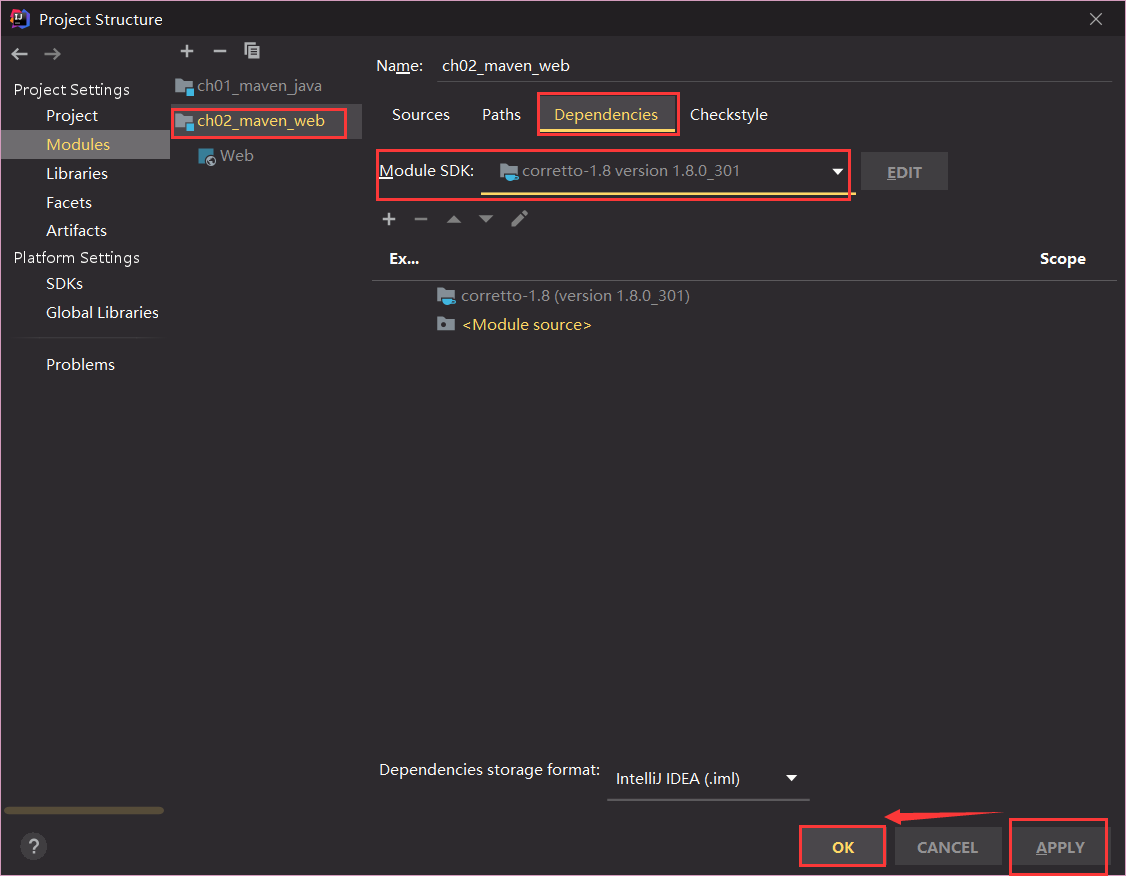 Project Structure
Project Settings
Project
Modules
Libraries
Facets
Artifacts
Platform Settings
SDKs
Global Libraries
Problems
ch01_maven_java
ch02_maven_web
Web
Name: ch02_maven_web
Sources Paths Dependencies Checkstyle
Module SDK: corretto-1.8 version 1.8.0_301 EDIT
Ex... Scope
corretto-1.8 (version 1.8.0_301)
<Module source>
Dependencies storage format: IntelliJ IDEA (.iml)
? OK CANCEL APPLY